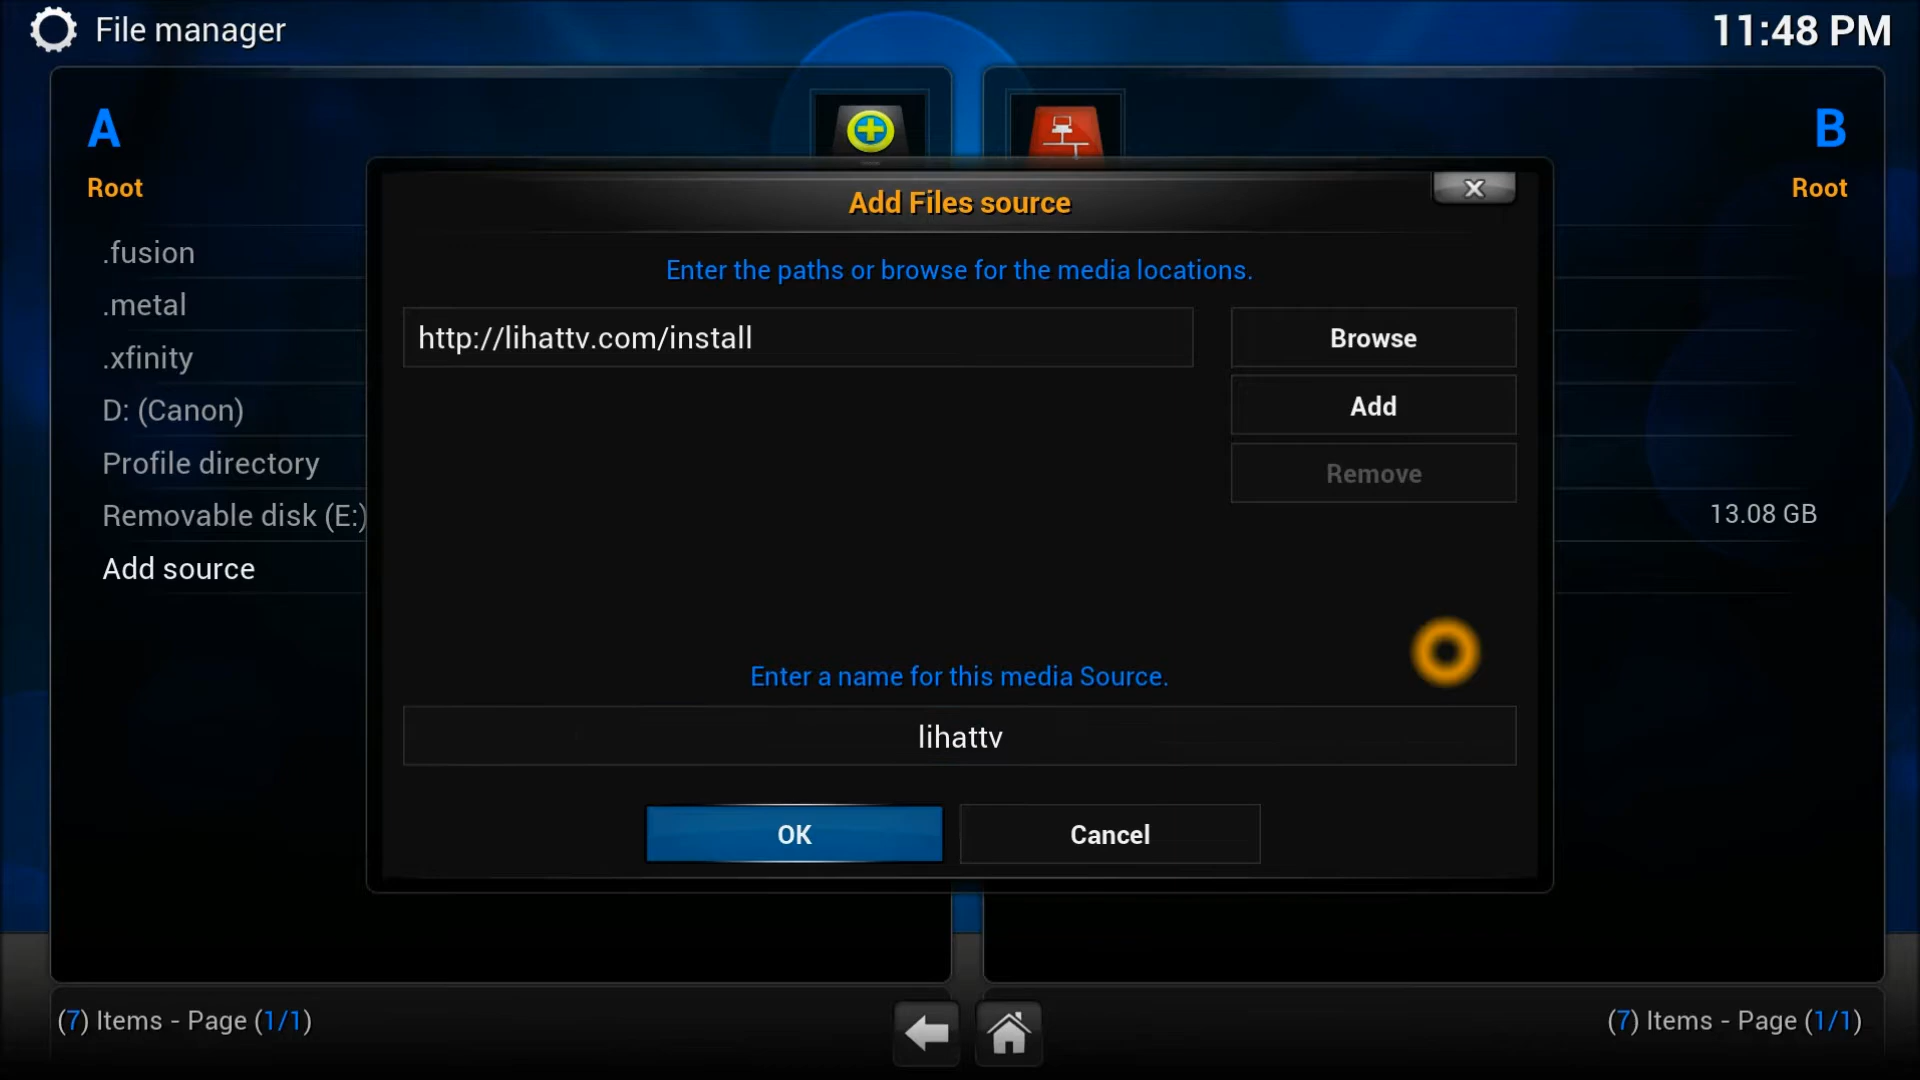 File manager
11:48 PM
A
B
Root
Root
.fusion
.metal
.xfinity
D: (Canon)
Profile directory
Removable disk (E:)
Add source
13.08 GB
Add Files source
Enter the paths or browse for the media locations.
http://lihattv.com/install
Browse
Add
Remove
Enter a name for this media Source.
lihattv
OK
Cancel
(7) Items - Page (1/1)
(7) Items - Page (1/1)